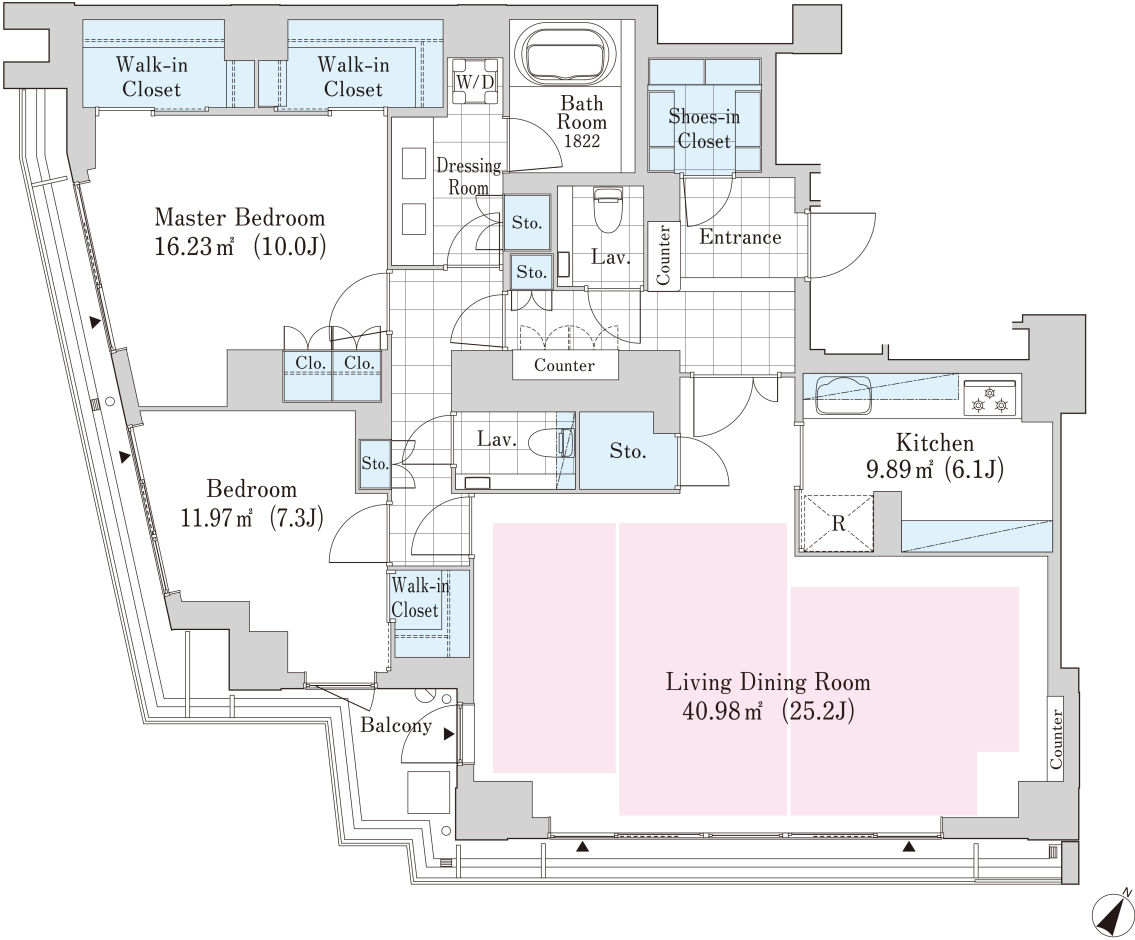 Walk-in
Closet
Walk-in
Closet
W/D
Bath
Room
1822
Shoes-in
Closet
Dressing
Room
Master Bedroom
16.23㎡ (10.0J)
Sto.
Lav.
Counter
Entrance
Sto.
Clo.
Clo.
Counter
Lav.
Sto.
Sto.
Kitchen
9.89㎡ (6.1J)
Bedroom
11.97㎡ (7.3J)
R
Walk-in
Closet
Living Dining Room
40.98㎡ (25.2J)
Balcony
Counter
N